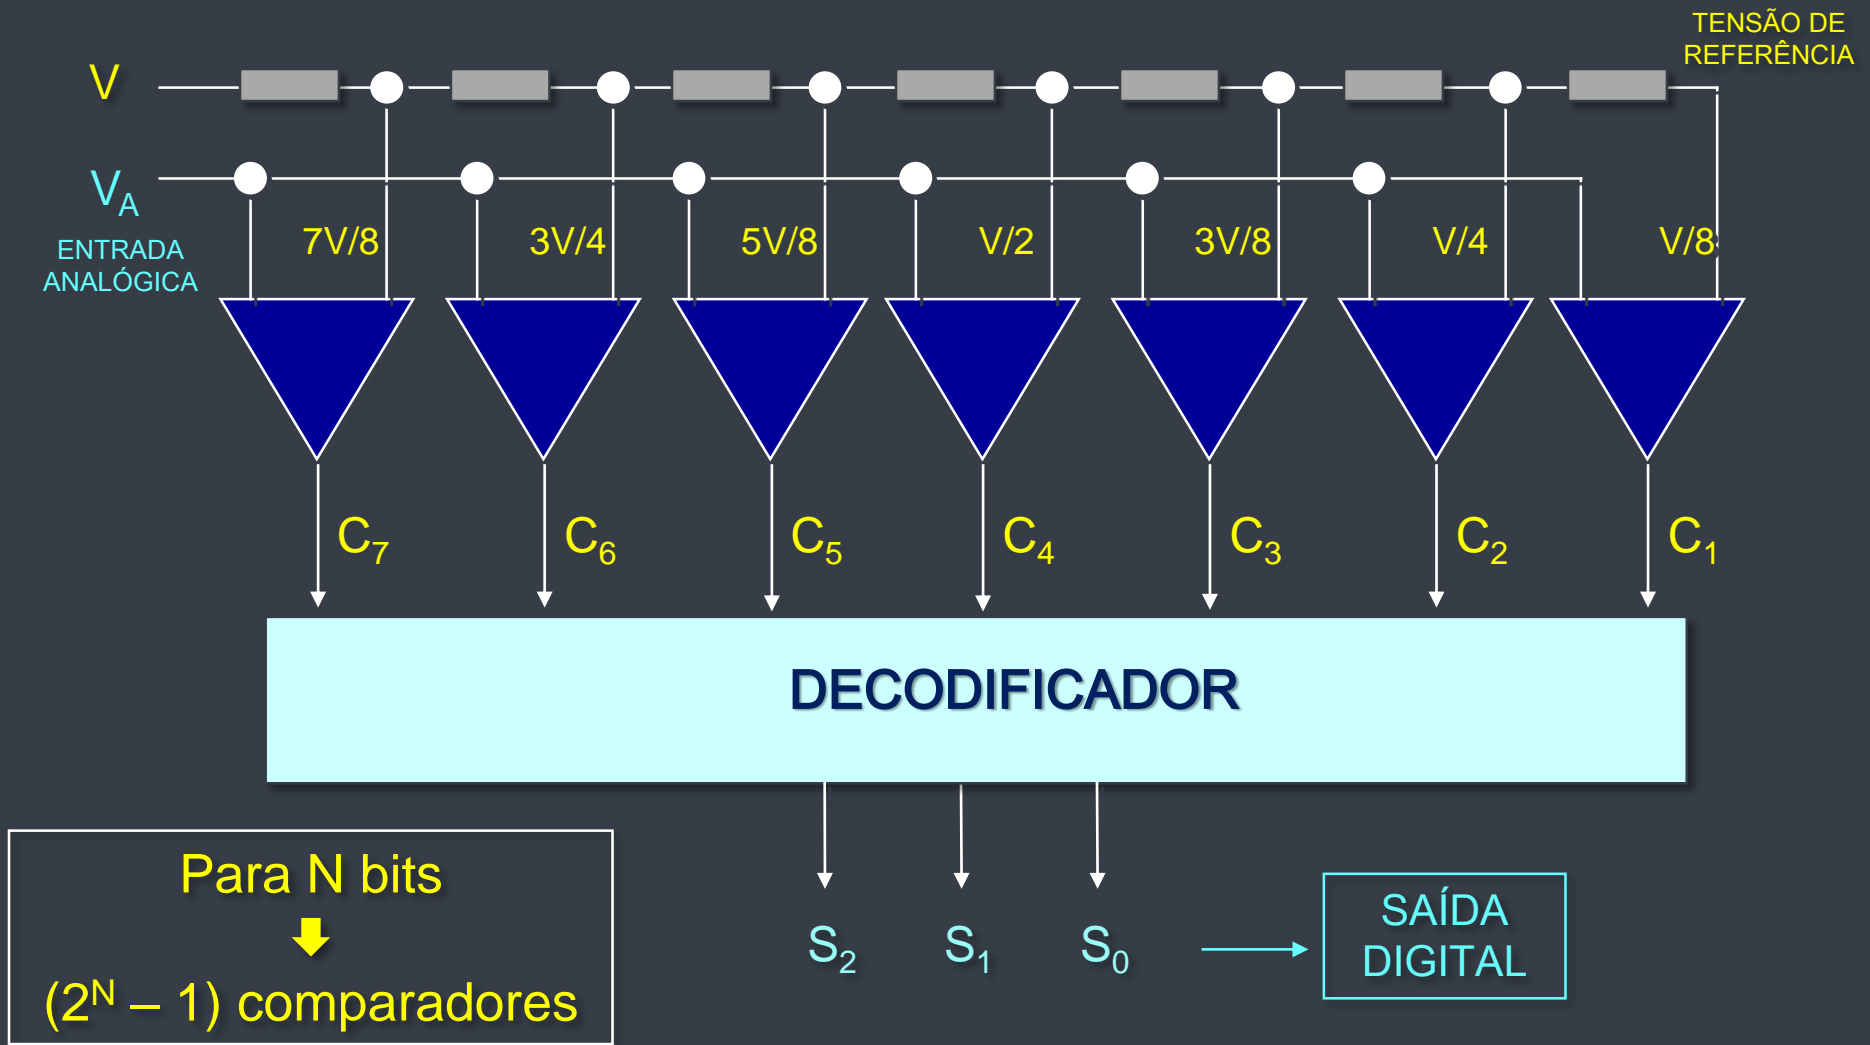 TENSÃO DE
REFERÊNCIA
V
V_A
ENTRADA
ANALÓGICA
7V/8 3V/4 5V/8 V/2 3V/8 V/4 V/8
C₇ C₆ C₅ C₄ C₃ C₂ C₁
DECODIFICADOR
Para N bits
(2ᴺ – 1) comparadores
S₂ S₁ S₀
SAÍDA
DIGITAL